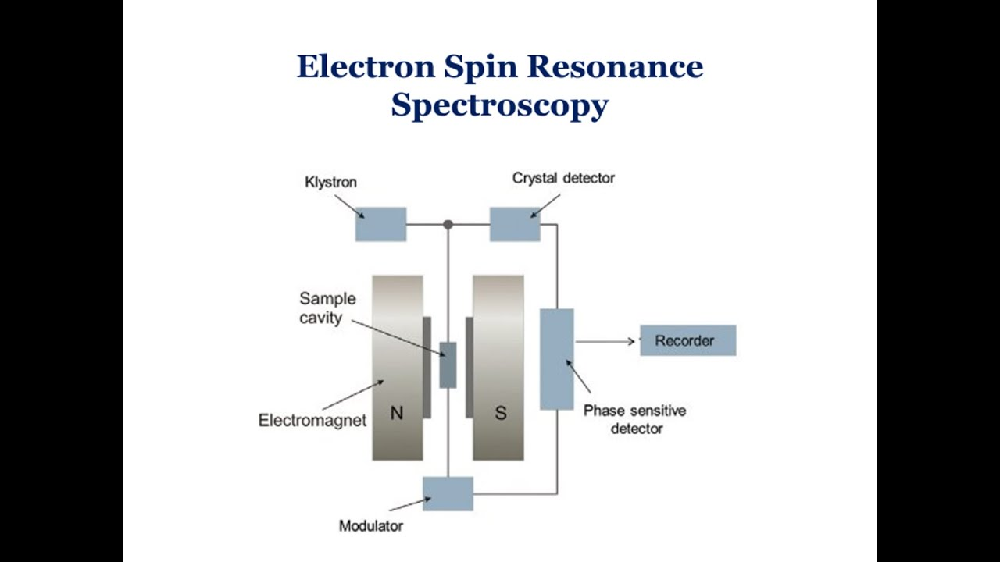 Electron Spin Resonance
Spectroscopy
Klystron
Crystal detector
Sample
cavity
Recorder
Electromagnet
N
S
Phase sensitive
detector
Modulator